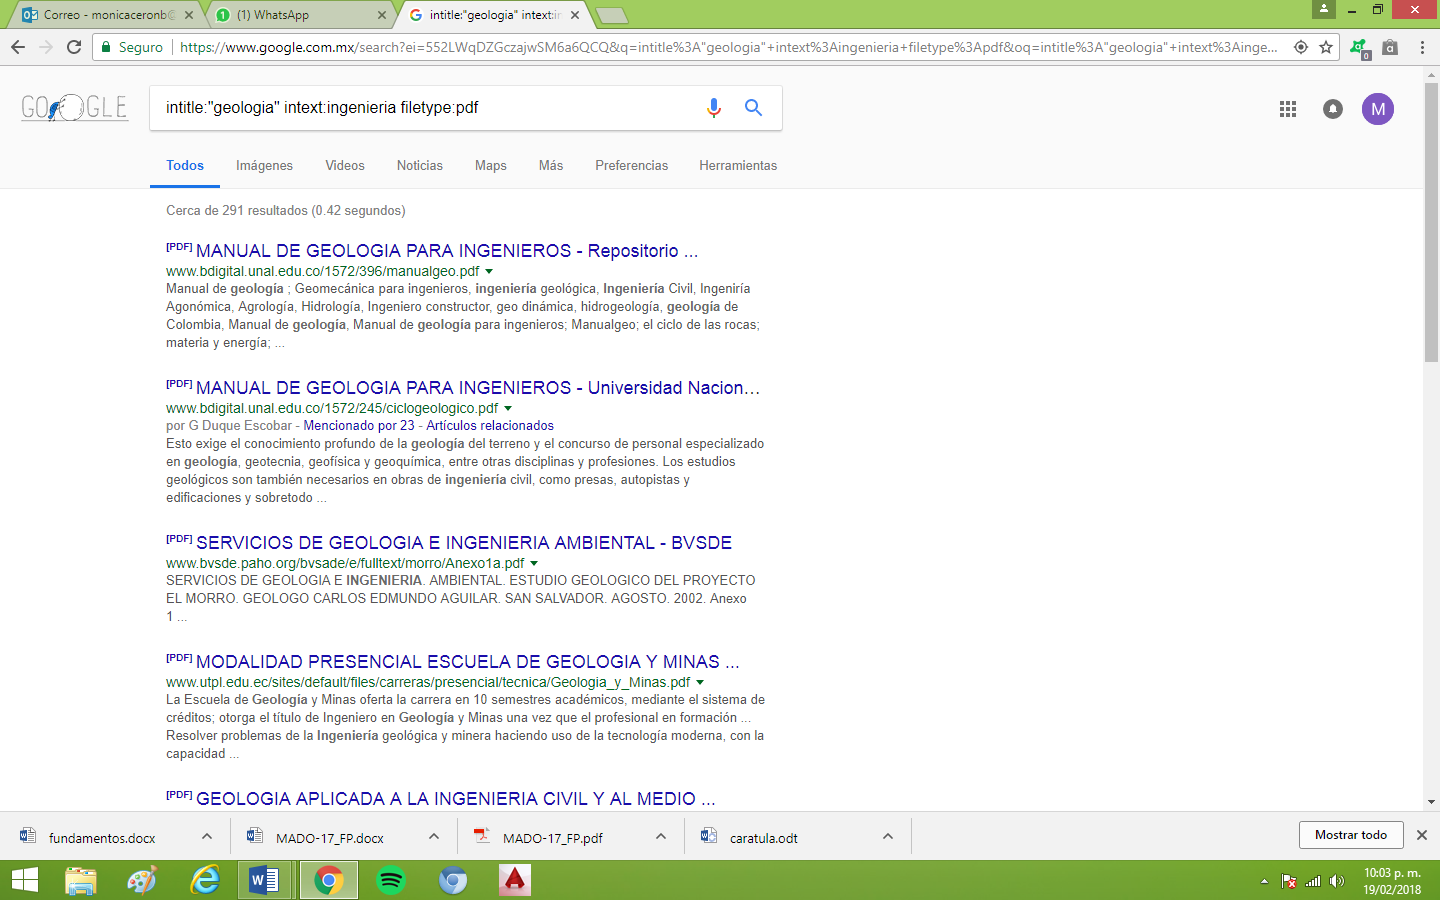 Correo - monicaceronb@
(1) WhatsApp
intitle:"geologia" intext:in
Seguro
https://www.google.com.mx/search?ei=552LWqDZGczajwSM6a6QCQ&q=intitle%3A"geologia"+intext%3Aingenieria+filetype%3Apdf&oq=intitle%3A"geologia"+intext%3Ainge...
0
GOOGLE
intitle:"geologia" intext:ingenieria filetype:pdf
M
Todos
Imágenes
Videos
Noticias
Maps
Más
Preferencias
Herramientas
Cerca de 291 resultados (0.42 segundos)
[PDF] MANUAL DE GEOLOGIA PARA INGENIEROS - Repositorio ...
www.bdigital.unal.edu.co/1572/396/manualgeo.pdf
Manual de geología ; Geomecánica para ingenieros, ingeniería geológica, Ingeniería Civil, Ingeniría
Agonómica, Agrología, Hidrología, Ingeniero constructor, geo dinámica, hidrogeología, geología de
Colombia, Manual de geología, Manual de geología para ingenieros; Manualgeo; el ciclo de las rocas;
materia y energía; ...
[PDF] MANUAL DE GEOLOGIA PARA INGENIEROS - Universidad Nacion...
www.bdigital.unal.edu.co/1572/245/ciclogeologico.pdf
por G Duque Escobar - Mencionado por 23 - Artículos relacionados
Esto exige el conocimiento profundo de la geología del terreno y el concurso de personal especializado
en geología, geotecnia, geofísica y geoquímica, entre otras disciplinas y profesiones. Los estudios
geológicos son también necesarios en obras de ingeniería civil, como presas, autopistas y
edificaciones y sobretodo ...
[PDF] SERVICIOS DE GEOLOGIA E INGENIERIA AMBIENTAL - BVSDE
www.bvsde.paho.org/bvsade/e/fulltext/morro/Anexo1a.pdf
SERVICIOS DE GEOLOGIA E INGENIERIA. AMBIENTAL. ESTUDIO GEOLOGICO DEL PROYECTO
EL MORRO. GEOLOGO CARLOS EDMUNDO AGUILAR. SAN SALVADOR. AGOSTO. 2002. Anexo
1 ...
[PDF] MODALIDAD PRESENCIAL ESCUELA DE GEOLOGIA Y MINAS ...
www.utpl.edu.ec/sites/default/files/carreras/presencial/tecnica/Geologia_y_Minas.pdf
La Escuela de Geología y Minas oferta la carrera en 10 semestres académicos, mediante el sistema de
créditos; otorga el título de Ingeniero en Geología y Minas una vez que el profesional en formación ...
Resolver problemas de la Ingeniería geológica y minera haciendo uso de la tecnología moderna, con la
capacidad ...
[PDF] GEOLOGIA APLICADA A LA INGENIERIA CIVIL Y AL MEDIO ...
fundamentos.docx
MADO-17_FP.docx
MADO-17_FP.pdf
caratula.odt
Mostrar todo
10:03 p. m.
19/02/2018